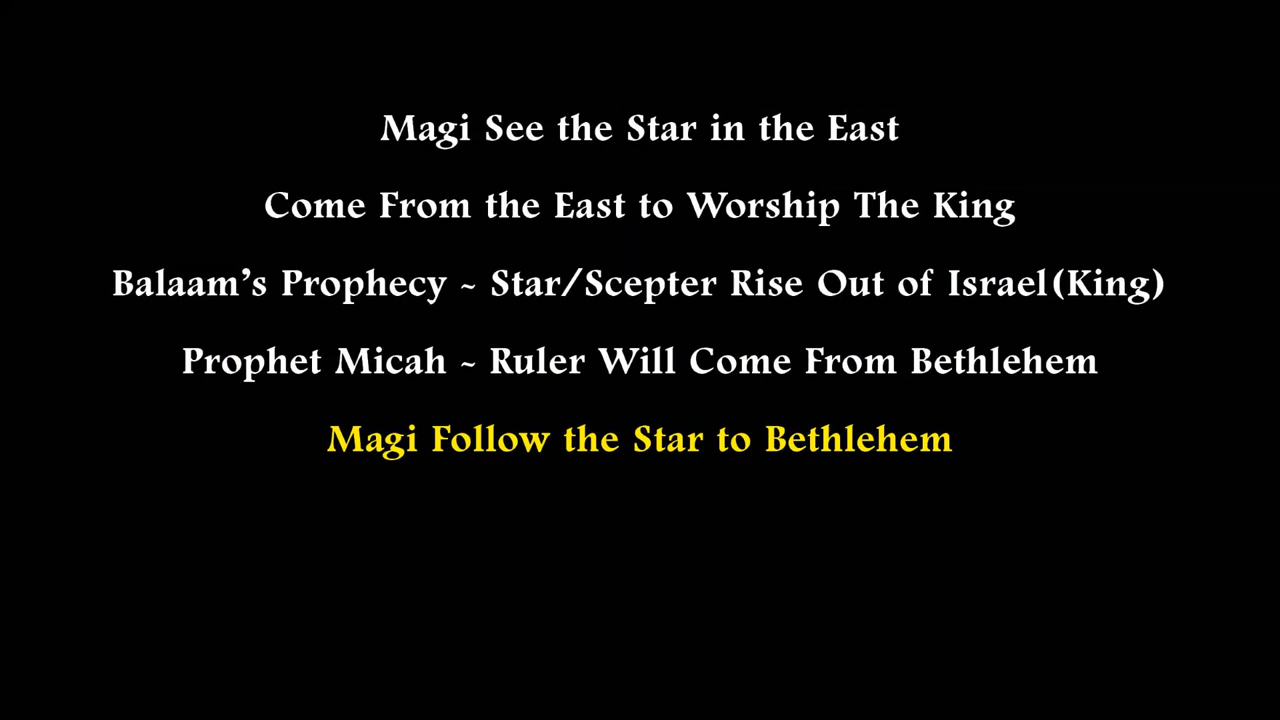 Magi See the Star in the East
Come From the East to Worship The King
Balaam's Prophecy ~ Star/Scepter Rise Out of Israel(King)
Prophet Micah ~ Ruler Will Come From Bethlehem
Magi Follow the Star to Bethlehem